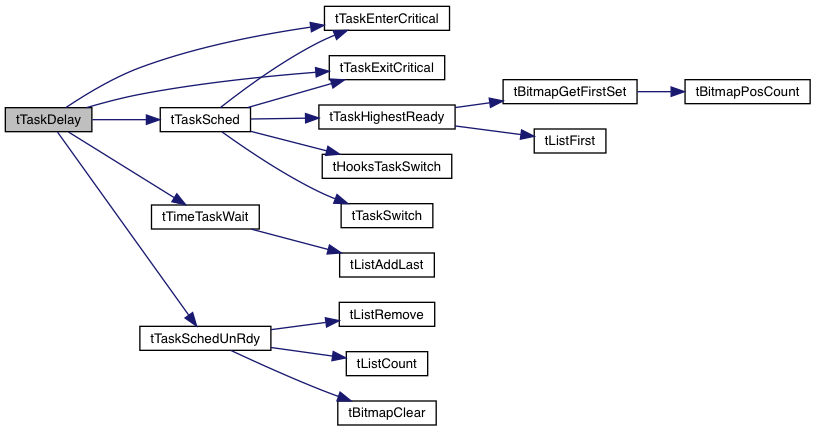 tTaskEnterCritical
tTaskExitCritical
tBitmapGetFirstSet
tBitmapPosCount
tTaskDelay
tTaskSched
tTaskHighestReady
tListFirst
tHooksTaskSwitch
tTimeTaskWait
tTaskSwitch
tListAddLast
tListRemove
tTaskSchedUnRdy
tListCount
tBitmapClear